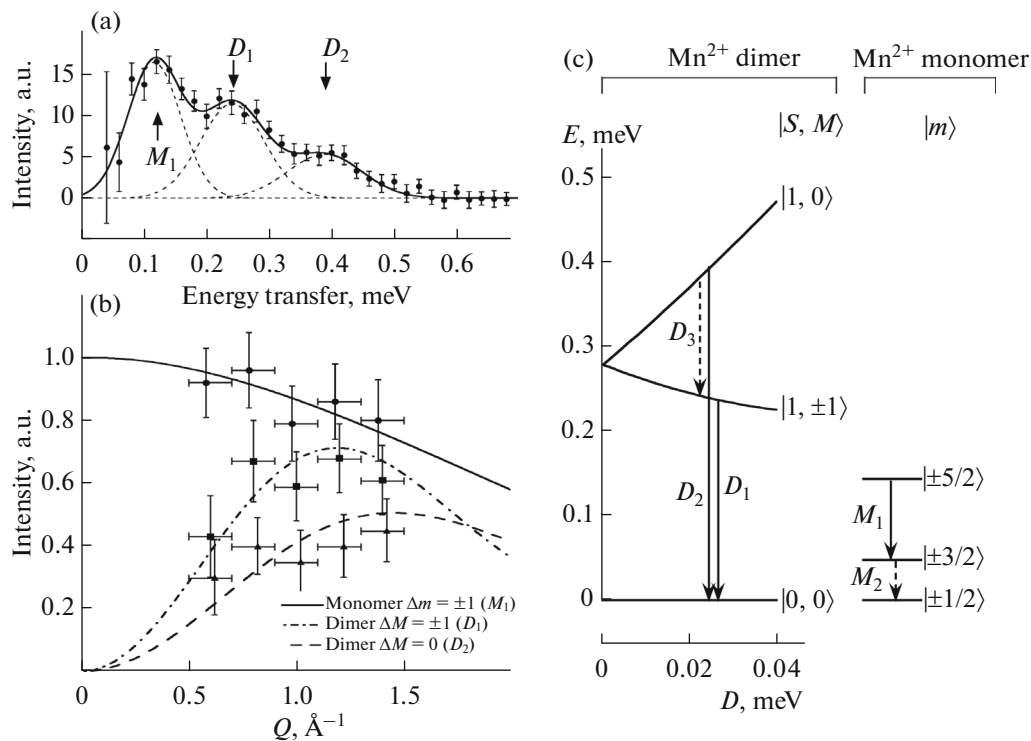 (a)
Intensity, a.u.
15
10
5
0
M₁
D₁
D₂
0 0.1 0.2 0.3 0.4 0.5 0.6
Energy transfer, meV
(b)
Intensity, a.u.
1.0
0.8
0.6
0.4
0.2
Monomer Δm = ±1 (M₁)
Dimer ΔM = ±1 (D₁)
Dimer ΔM = 0 (D₂)
0 0.5 1.0 1.5
Q, Å⁻¹
(c)
Mn²⁺ dimer Mn²⁺ monomer
E, meV |S, M⟩ |m⟩
0.5
|1, 0⟩
0.4
D₃
0.3
|1, ±1⟩
0.2
D₂ D₁
|±5/2⟩
0.1
M₁
|±3/2⟩
M₂
0
|0, 0⟩
|±1/2⟩
0 0.02 0.04
D, meV